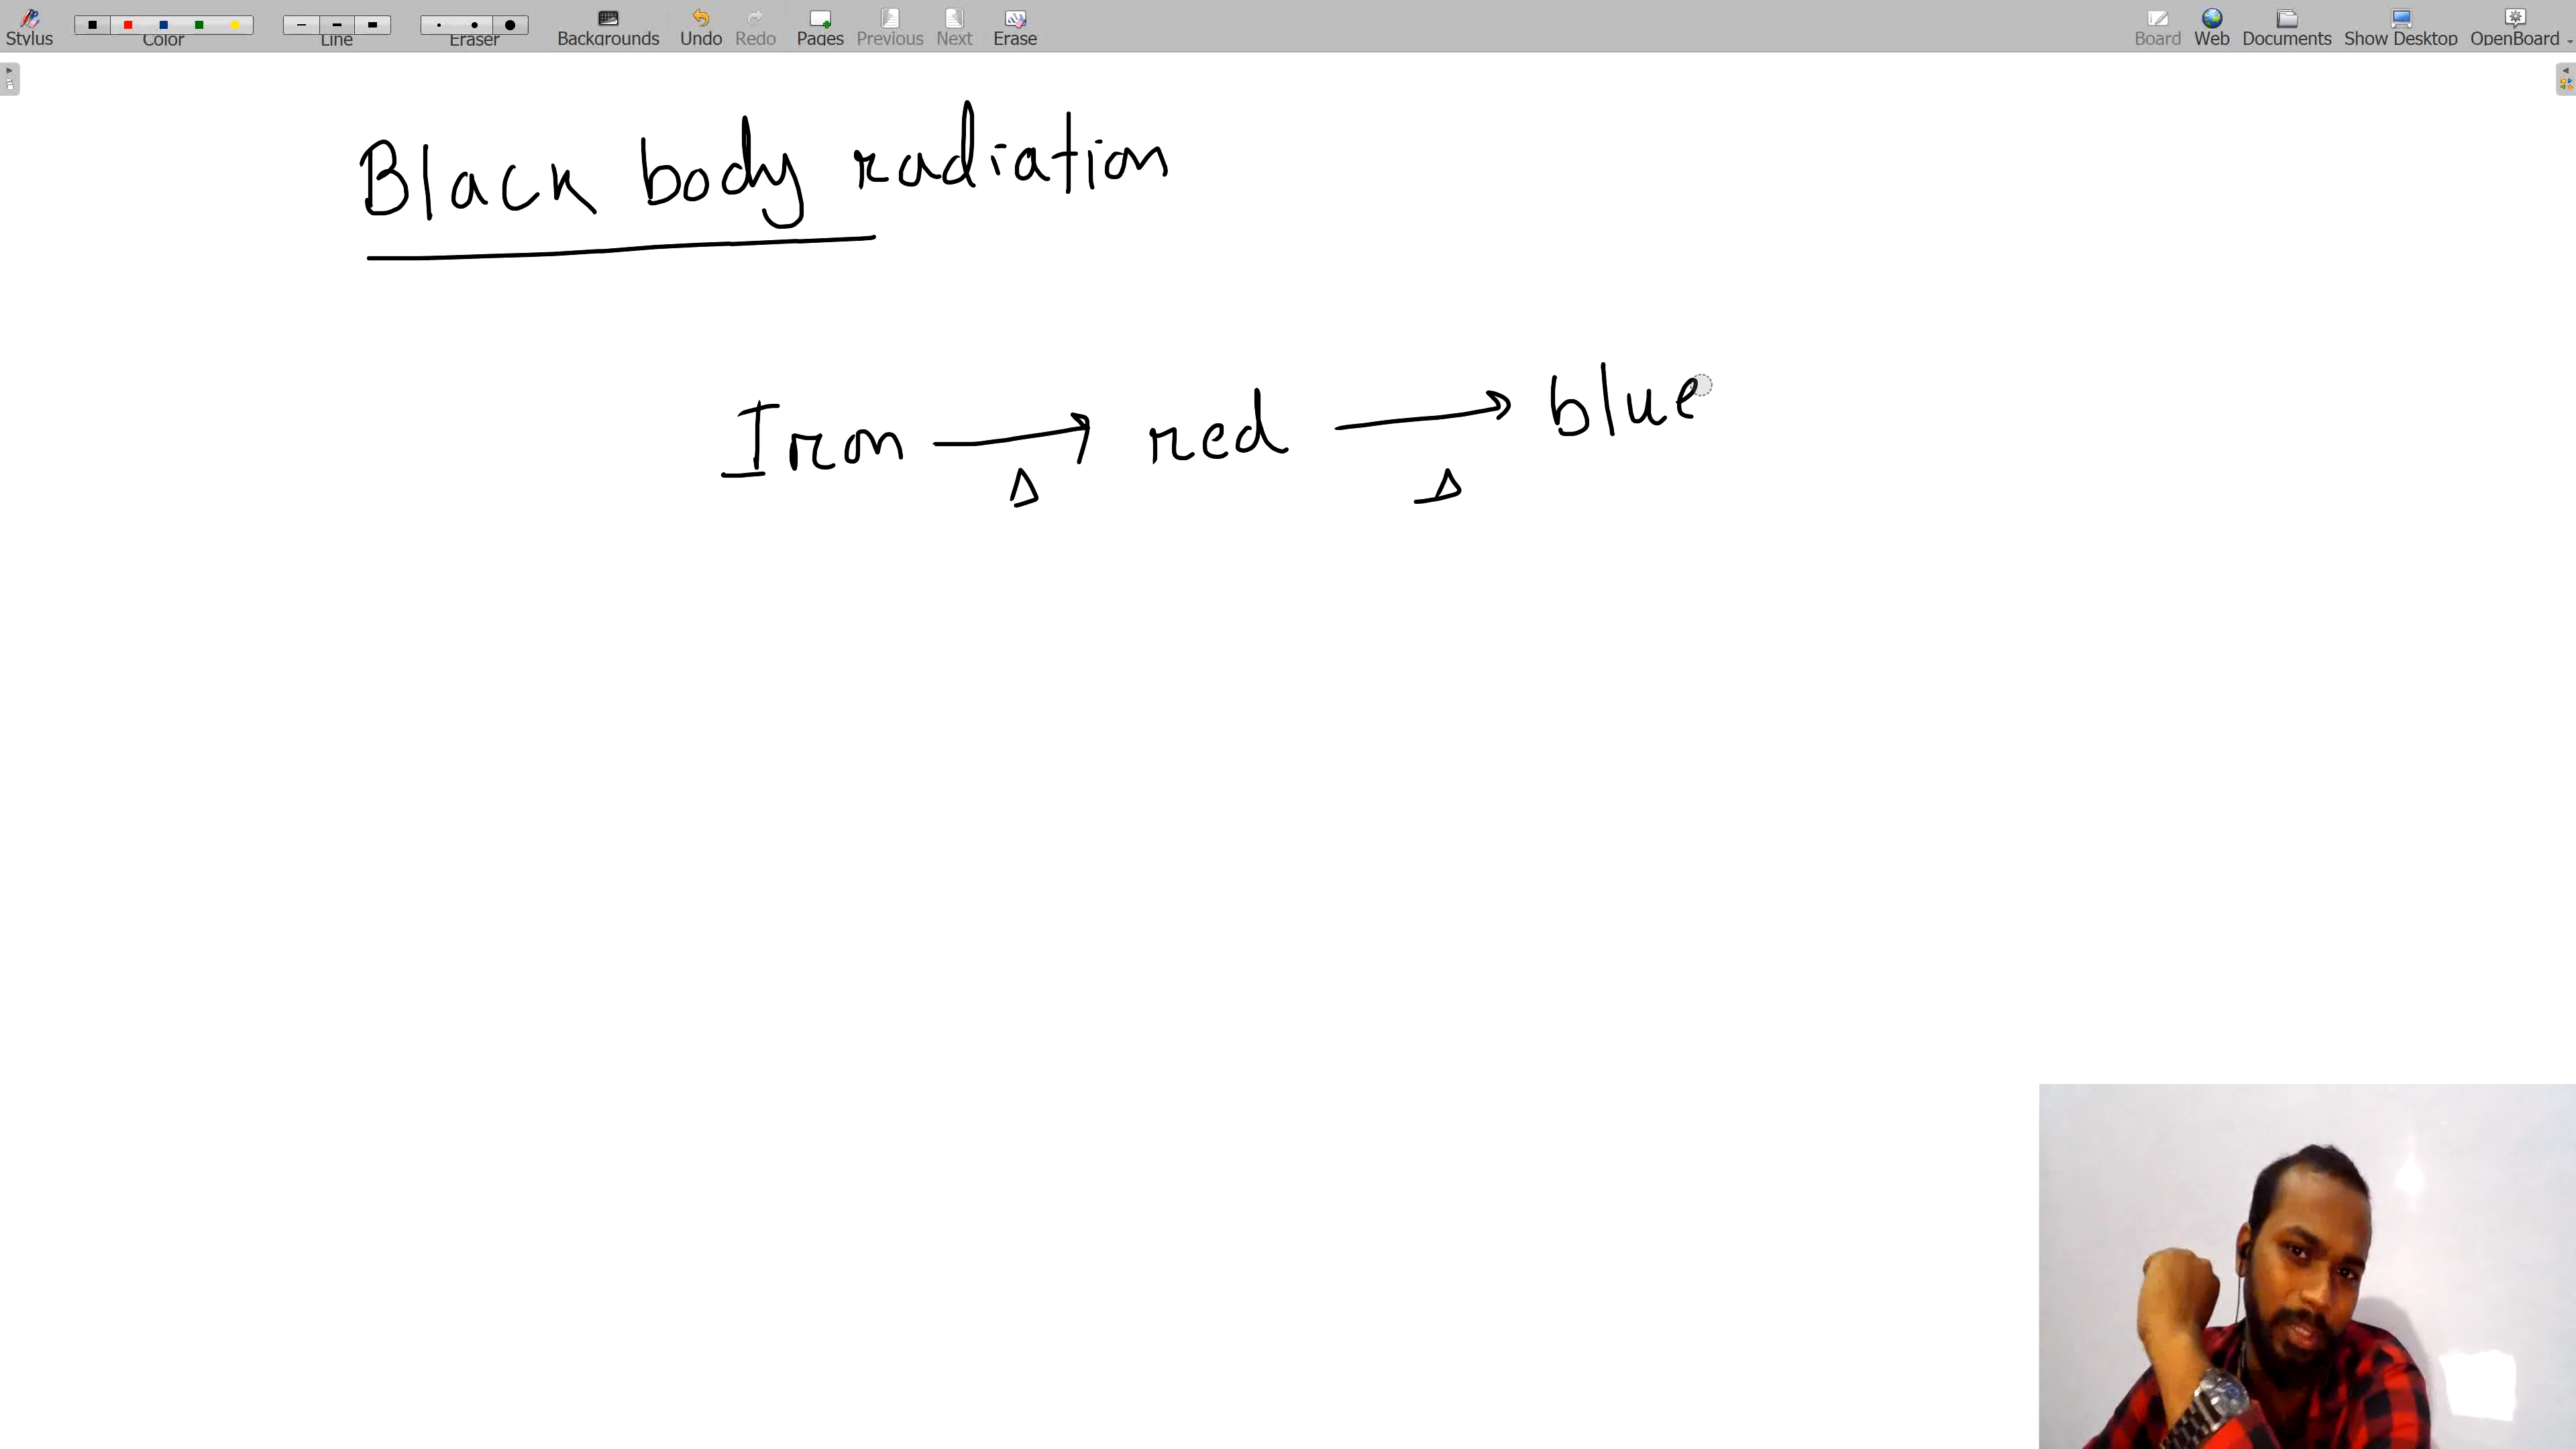 Stylus Color Line Eraser Backgrounds Undo Redo Pages Previous Next Erase Board Web Documents Show Desktop OpenBoard
Black body radiation
Iron → red → blue
Δ Δ